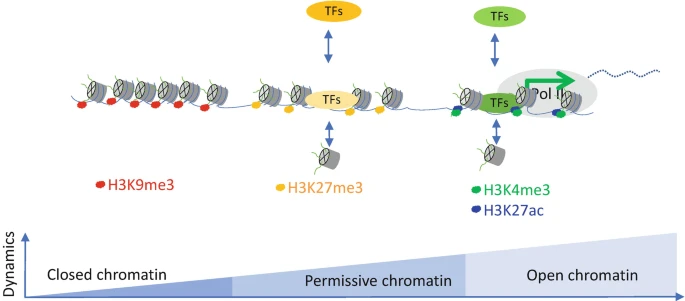 TFs
TFs
TFs
TFs
Pol II
H3K9me3
H3K27me3
H3K4me3
H3K27ac
Dynamics
Closed chromatin
Permissive chromatin
Open chromatin